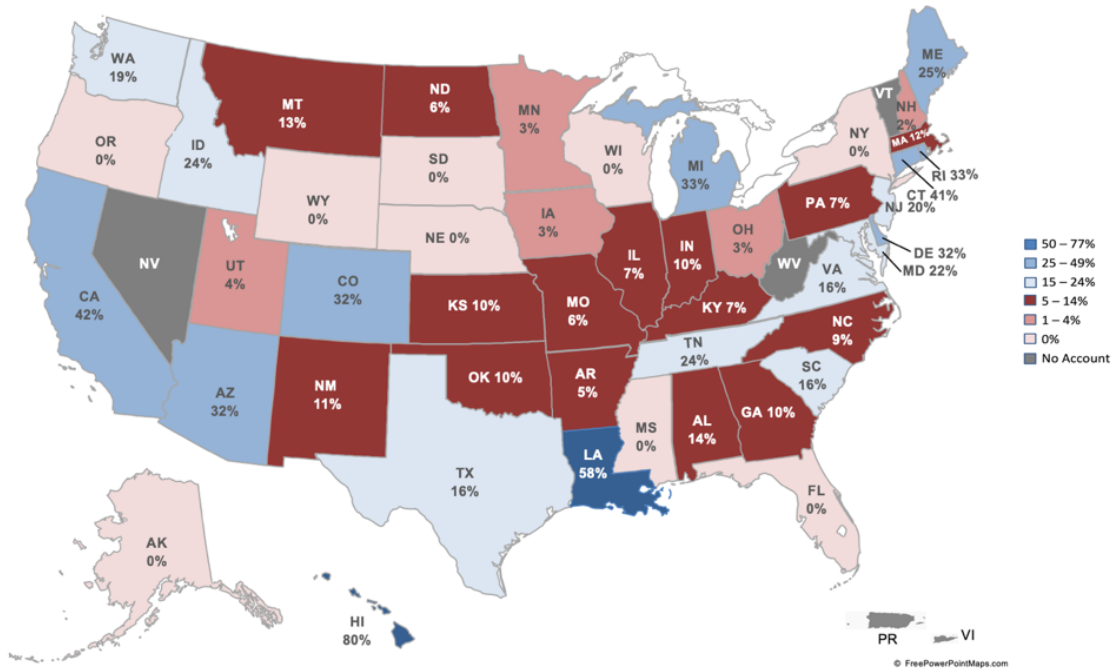 WA
19%
OR
0%
ID
24%
MT
13%
ND
6%
MN
3%
SD
0%
WY
0%
NE 0%
WI
0%
MI
33%
IA
3%
NV
UT
4%
CO
32%
CA
42%
AZ
32%
NM
11%
KS 10%
OK 10%
TX
16%
MO
6%
AR
5%
LA
58%
IL
7%
IN
10%
OH
3%
KY 7%
TN
24%
MS
0%
AL
14%
GA 10%
FL
0%
SC
16%
NC
9%
VA
16%
WV
PA 7%
NY
0%
VT
NH
2%
ME
25%
MA 12%
RI 33%
CT 41%
NJ 20%
DE 32%
MD 22%
AK
0%
HI
80%
PR
VI
50 – 77%
25 – 49%
15 – 24%
5 – 14%
1 – 4%
0%
No Account
© FreePowerPointMaps.com